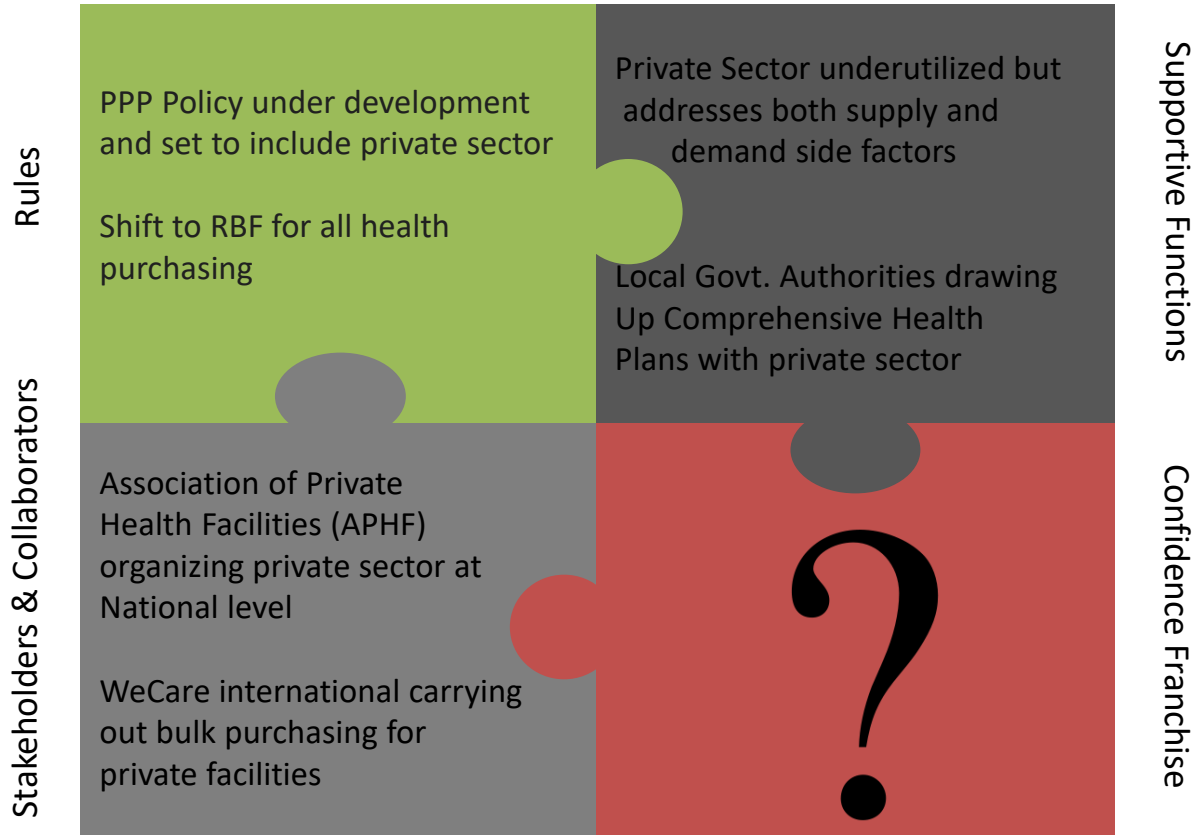 Rules
PPP Policy under development
and set to include private sector
Shift to RBF for all health
purchasing
Private Sector underutilized but
addresses both supply and
demand side factors
Local Govt. Authorities drawing
Up Comprehensive Health
Plans with private sector
Supportive Functions
Stakeholders & Collaborators
Association of Private
Health Facilities (APHF)
organizing private sector at
National level
WeCare international carrying
out bulk purchasing for
private facilities
?
Confidence Franchise